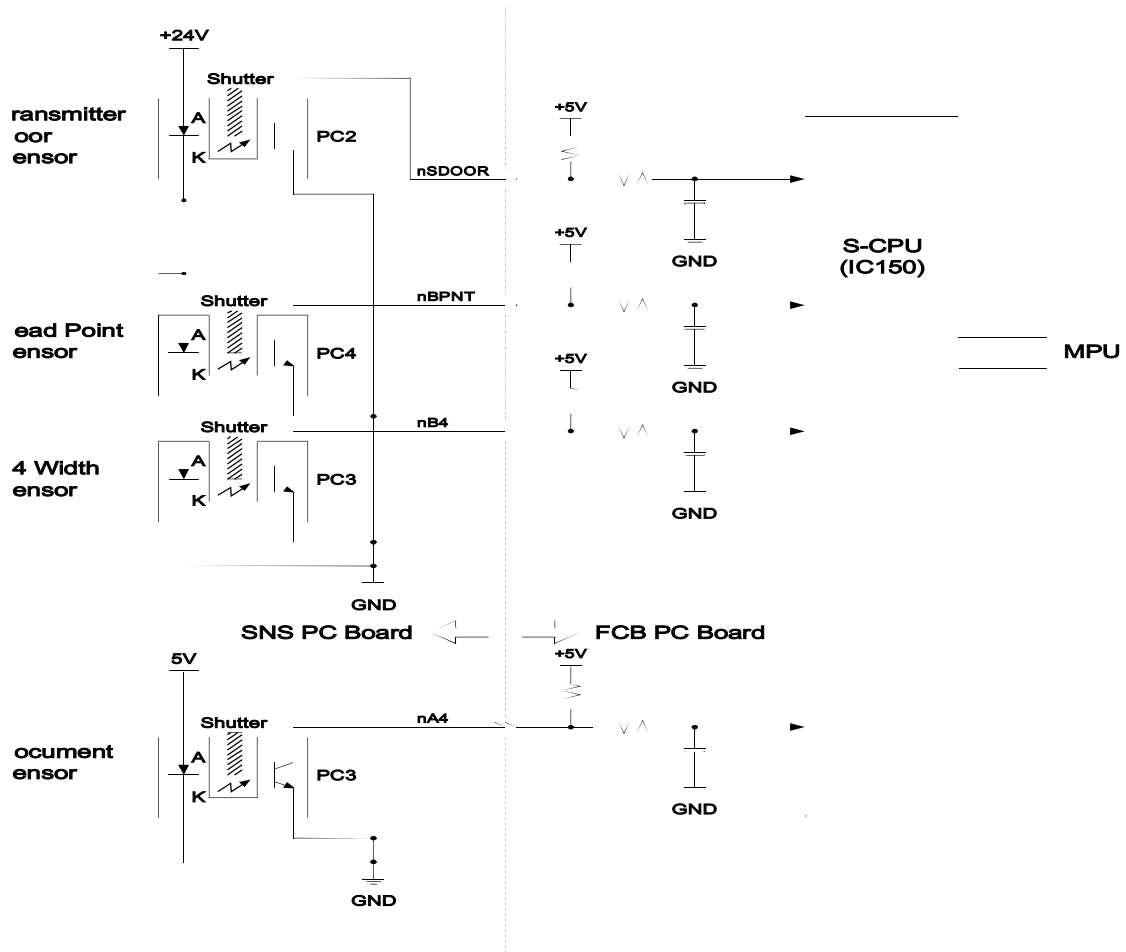 +24V
Shutter
ransmitter
oor
ensor
A
K
PC2
+5V
nSDOOR
GND
S-CPU
(IC150)
+5V
nBPNT
Shutter
ead Point
ensor
A
K
PC4
GND
MPU
+5V
nB4
Shutter
4 Width
ensor
A
K
PC3
GND
GND
SNS PC Board
FCB PC Board
5V
+5V
nA4
Shutter
ocument
ensor
A
K
PC3
GND
GND